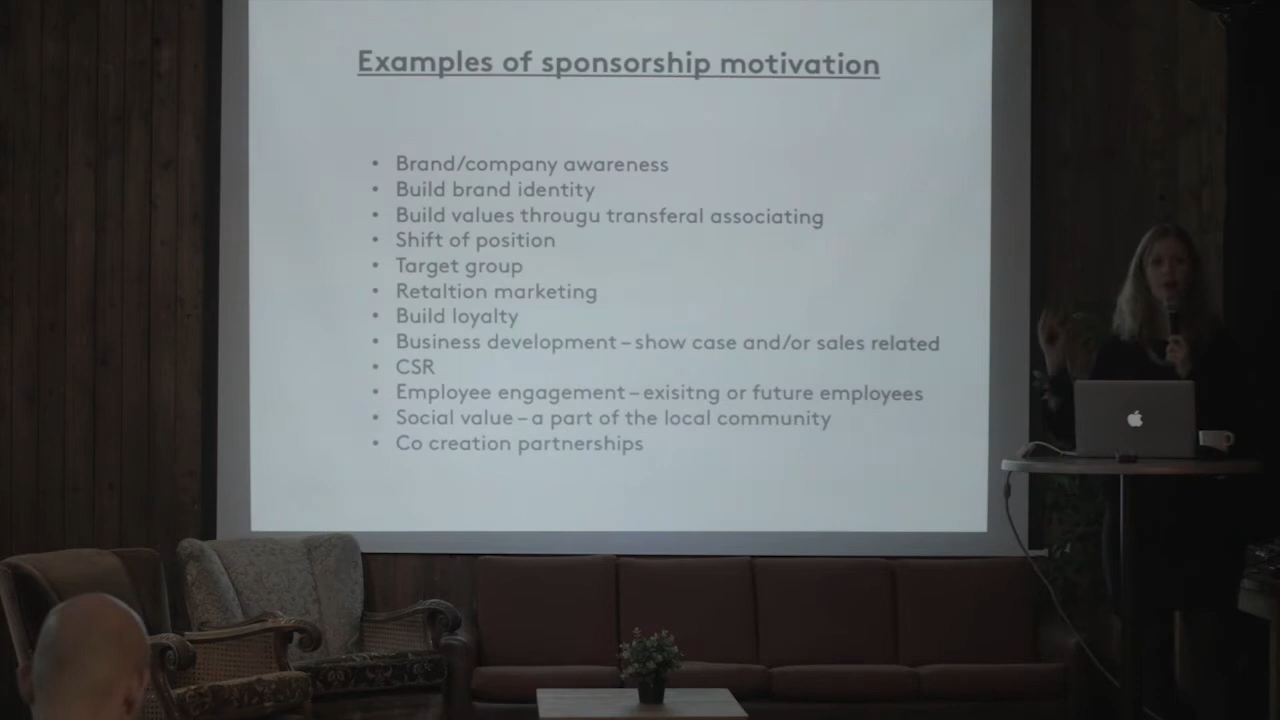 Examples of sponsorship motivation
• Brand/company awareness
• Build brand identity
• Build values througu transferal associating
• Shift of position
• Target group
• Retaltion marketing
• Build loyalty
• Business development – show case and/or sales related
• CSR
• Employee engagement – exisitng or future employees
• Social value – a part of the local community
• Co creation partnerships